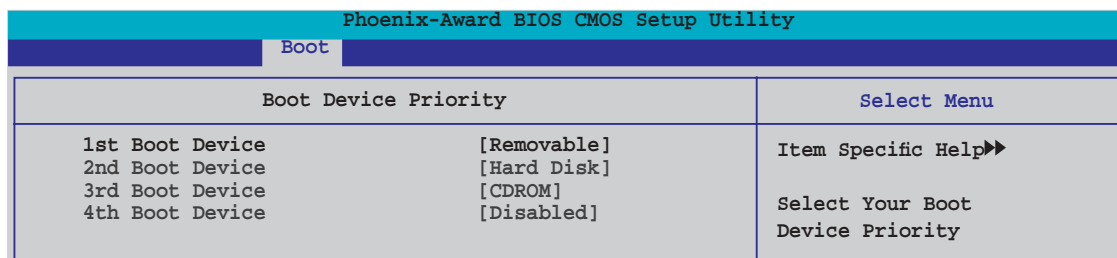 Phoenix-Award BIOS CMOS Setup Utility
Boot
Boot Device Priority
Select Menu
1st Boot Device [Removable]
2nd Boot Device [Hard Disk]
3rd Boot Device [CDROM]
4th Boot Device [Disabled]
Item Specific Help
Select Your Boot
Device Priority